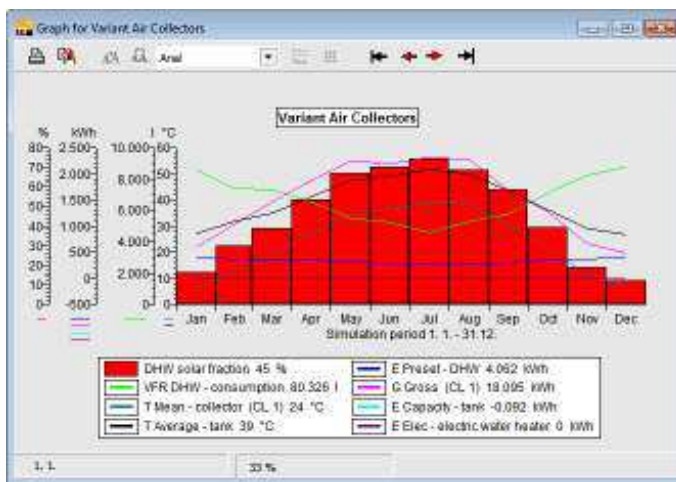 Graph for Variant Air Collectors
Arial
Variant Air Collectors
% kWh l °C
80 2.500 10.000 60
70 2.000 8.000 50
60 1.500 6.000 40
50 1.000 4.000 30
40 500 2.000 20
30 0 0 10
20 -500 0
10
0
Jan Feb Mar Apr May Jun Jul Aug Sep Oct Nov Dec
Simulation period 1. 1. - 31.12.
DHW solar fraction 45 % E Preset - DHW 4.062 kWh
VFR DHW - consumption 80.326 l G Gross (CL 1) 18.095 kWh
T Mean - collector (CL 1) 24 °C E Capacity - tank -0.092 kWh
T Average - tank 39 °C E Elec - electric water heater 0 kWh
1. 1. 33 %